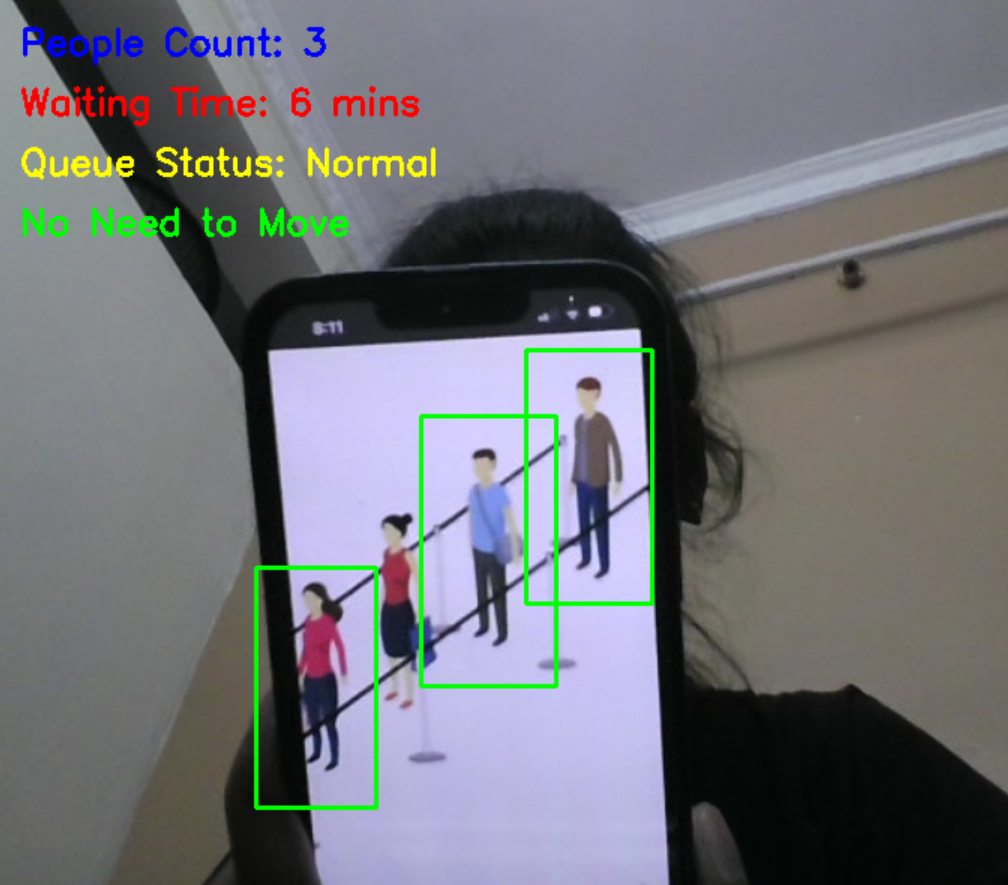 People Count: 3
Waiting Time: 6 mins
Queue Status: Normal
No Need to Move
8:11